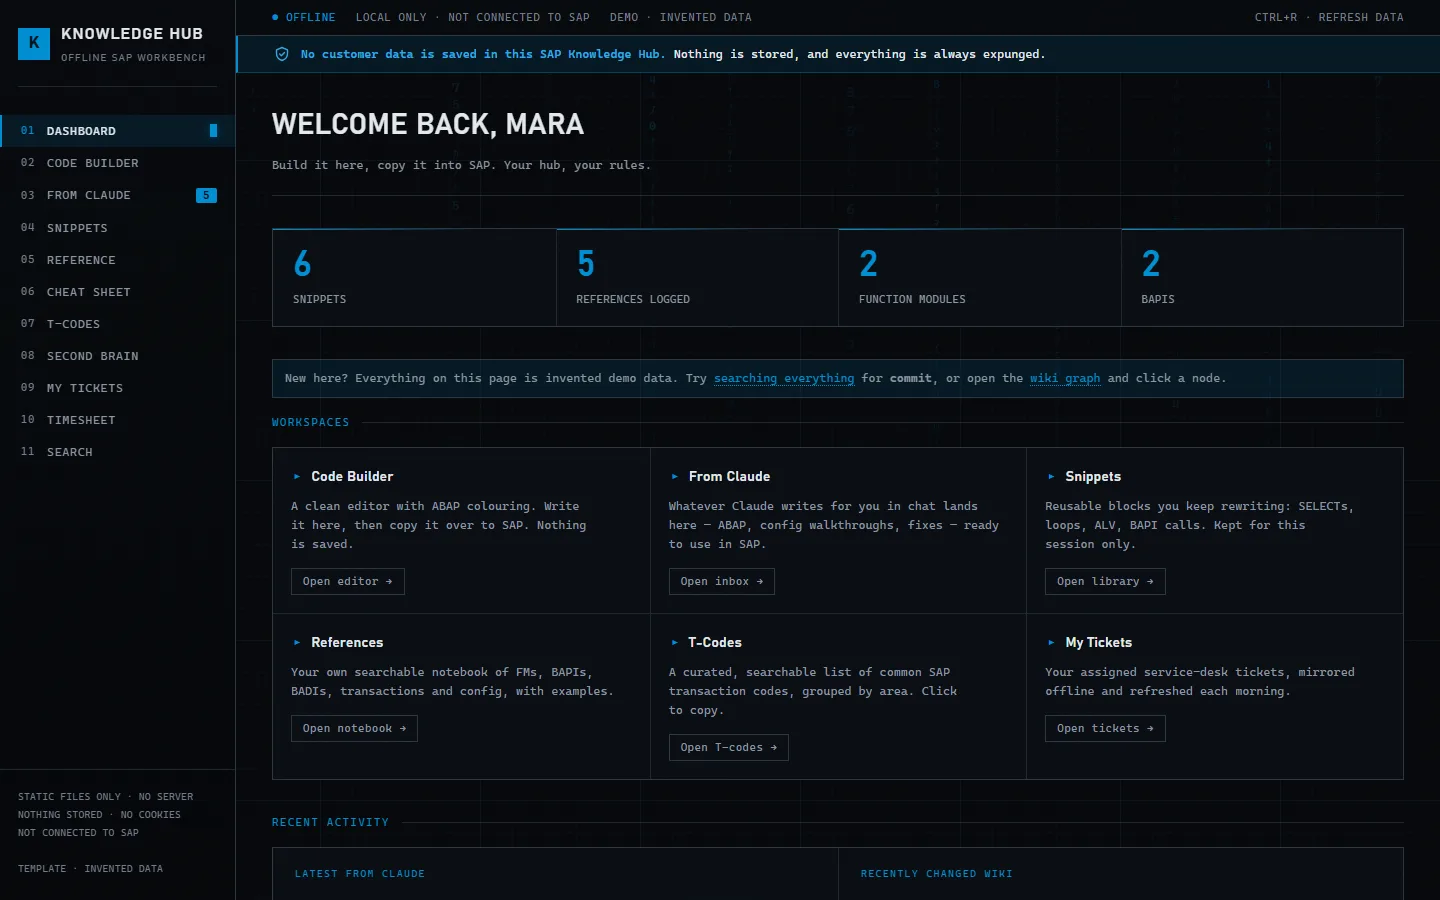 K
KNOWLEDGE HUB
OFFLINE SAP WORKBENCH
01 DASHBOARD
02 CODE BUILDER
03 FROM CLAUDE 5
04 SNIPPETS
05 REFERENCE
06 CHEAT SHEET
07 T-CODES
08 SECOND BRAIN
09 MY TICKETS
10 TIMESHEET
11 SEARCH
STATIC FILES ONLY · NO SERVER
NOTHING STORED · NO COOKIES
NOT CONNECTED TO SAP
TEMPLATE · INVENTED DATA
OFFLINE LOCAL ONLY · NOT CONNECTED TO SAP DEMO · INVENTED DATA CTRL+R · REFRESH DATA
No customer data is saved in this SAP Knowledge Hub. Nothing is stored, and everything is always expunged.
WELCOME BACK, MARA
Build it here, copy it into SAP. Your hub, your rules.
6
SNIPPETS
5
REFERENCES LOGGED
2
FUNCTION MODULES
2
BAPIS
New here? Everything on this page is invented demo data. Try searching everything for commit, or open the wiki graph and click a node.
WORKSPACES
Code Builder
A clean editor with ABAP colouring. Write
it here, then copy it over to SAP. Nothing
is saved.
Open editor →
From Claude
Whatever Claude writes for you in chat lands
here — ABAP, config walkthroughs, fixes — ready
to use in SAP.
Open inbox →
Snippets
Reusable blocks you keep rewriting: SELECTs,
loops, ALV, BAPI calls. Kept for this
session only.
Open library →
References
Your own searchable notebook of FMs, BAPIs,
BADIs, transactions and config, with examples.
Open notebook →
T-Codes
A curated, searchable list of common SAP
transaction codes, grouped by area. Click
to copy.
Open T-codes →
My Tickets
Your assigned service-desk tickets, mirrored
offline and refreshed each morning.
Open tickets →
RECENT ACTIVITY
LATEST FROM CLAUDE
RECENTLY CHANGED WIKI